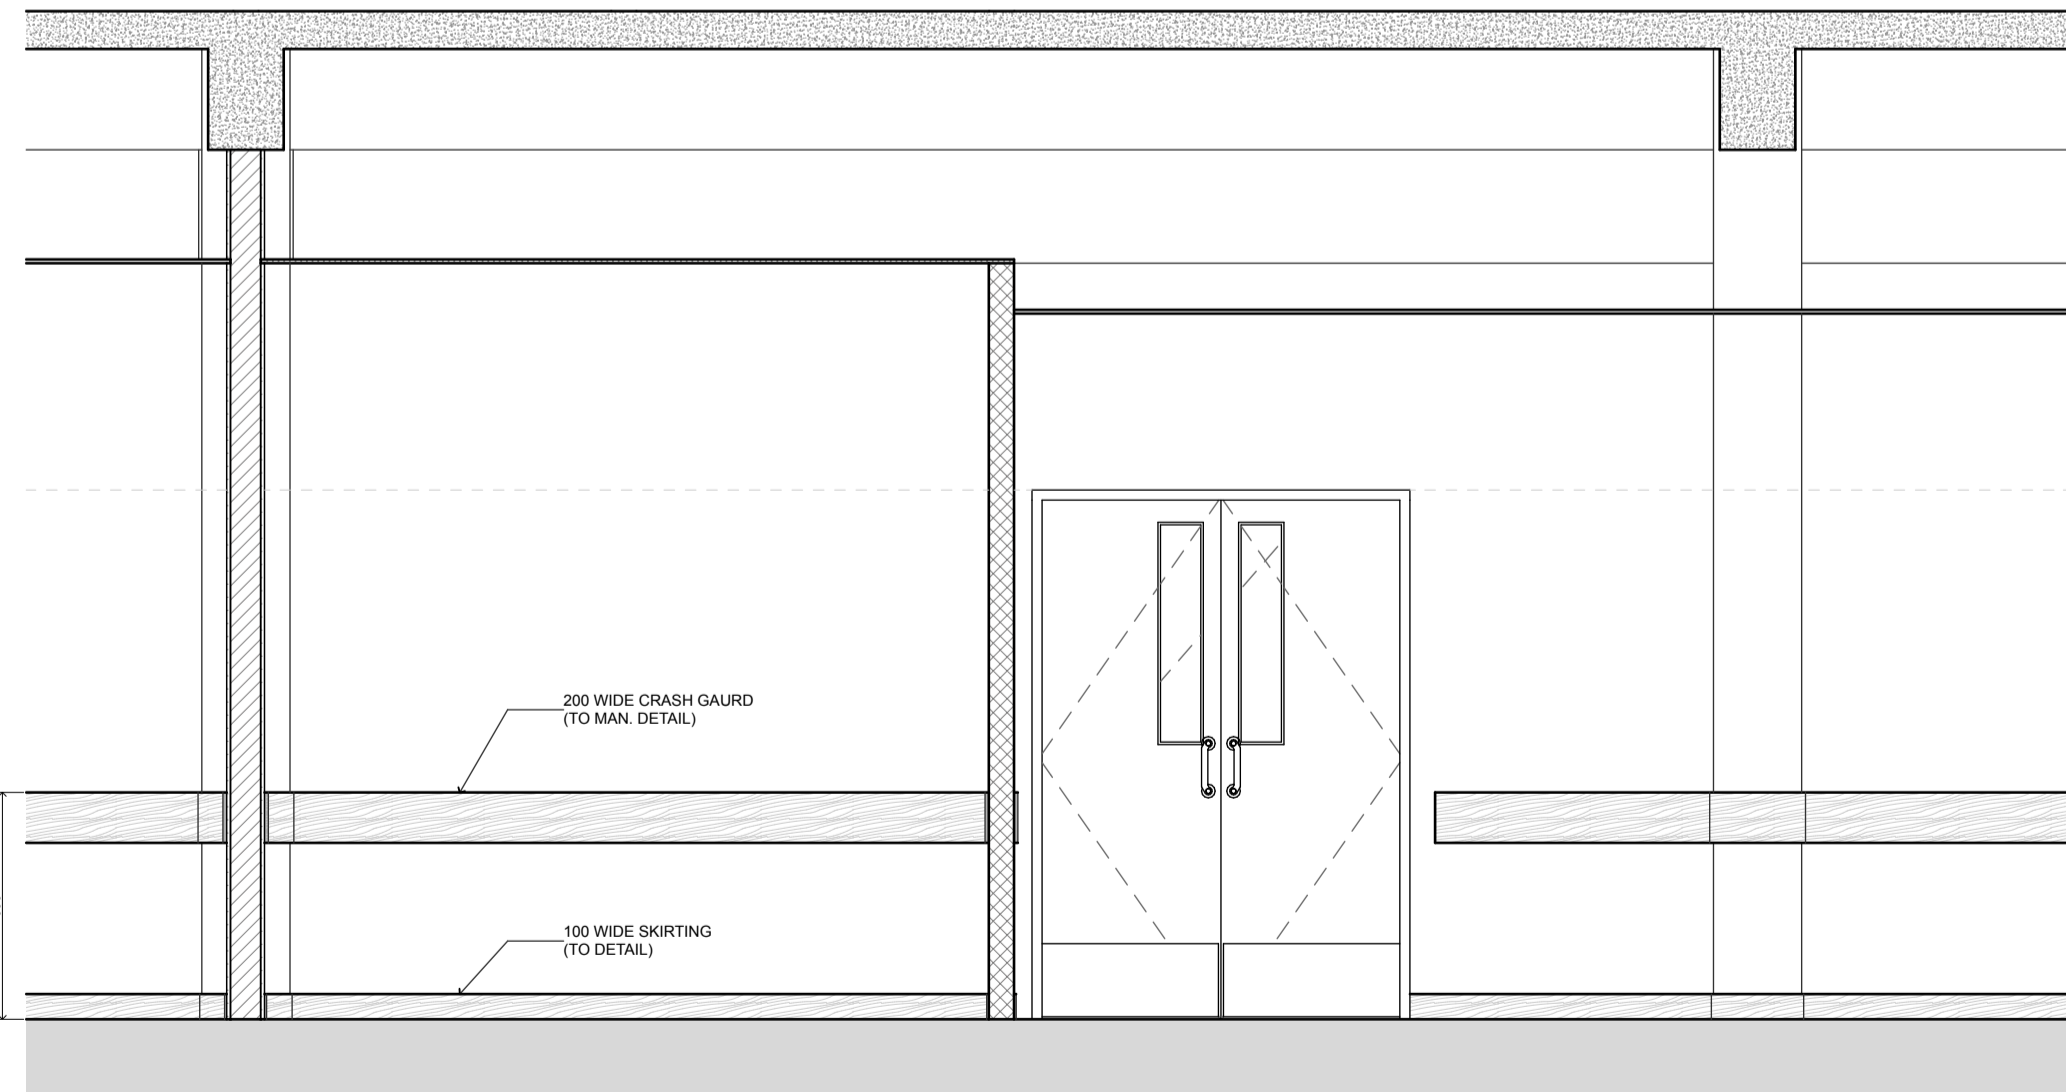 200 WIDE CRASH GAURD
(TO MAN. DETAIL)
100 WIDE SKIRTING
(TO DETAIL)